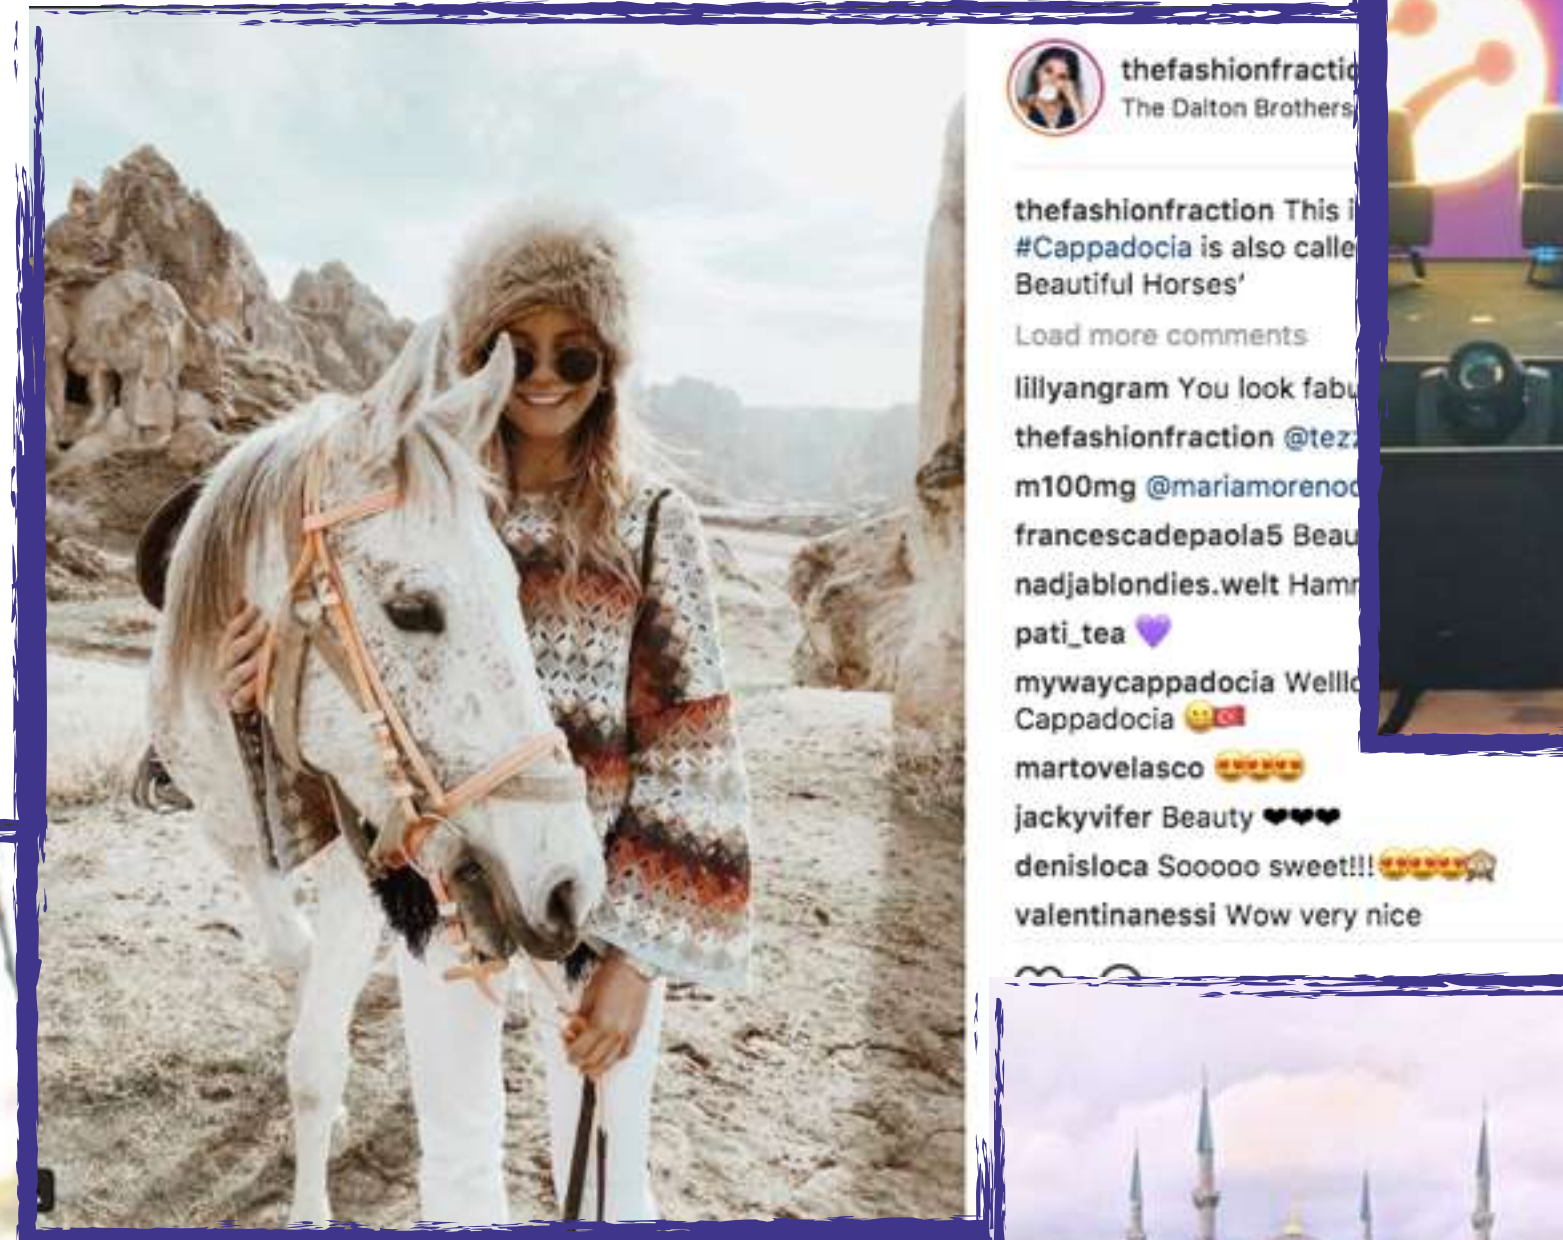 thefashionfractio
The Dalton Brothers
thefashionfraction This i
#Cappadocia is also calle
Beautiful Horses’
Load more comments
lillyangram You look fabu
thefashionfraction @tezz
m100mg @mariamorenoc
francescadepaola5 Beau
nadjablondies.welt Ham
pati_tea 💜
mywaycappadocia Welllo
Cappadocia 😀🇹🇷
martovelasco 😍😍😍
jackyvifer Beauty ❤❤❤
denisloca Sooooo sweet!!!😍😍😍🙈
valentinanessi Wow very nice